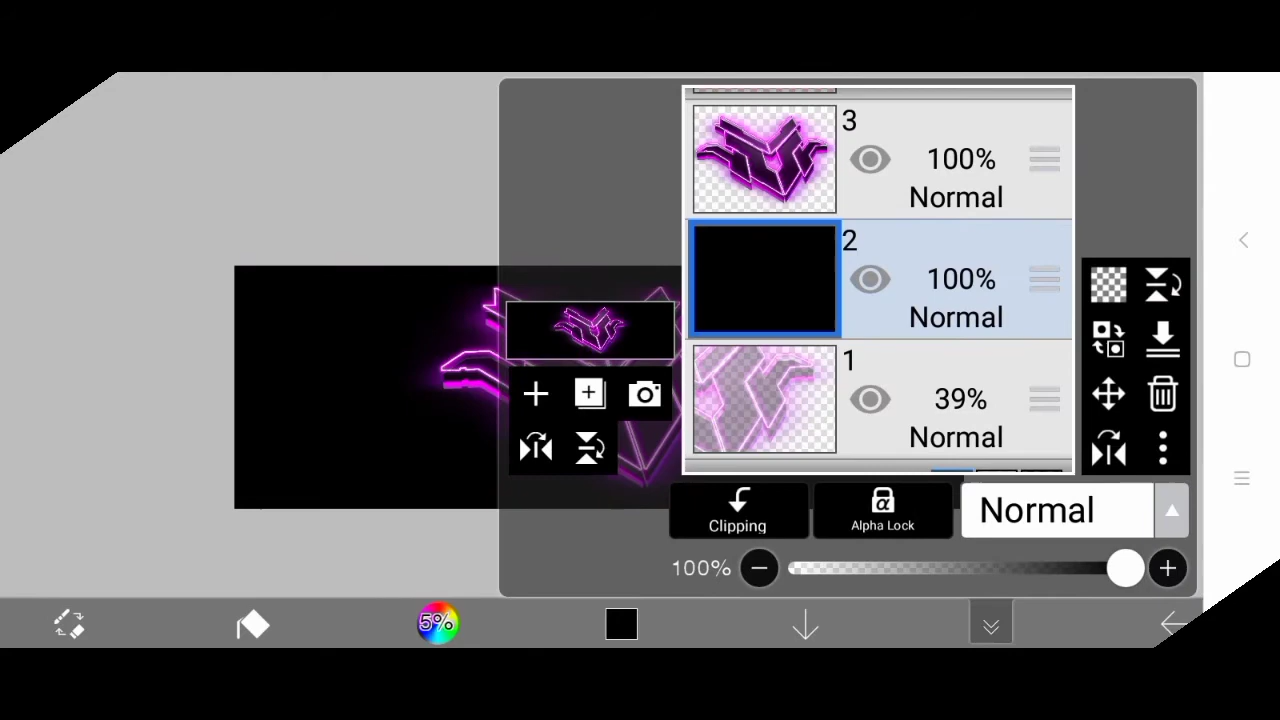 3
100%
Normal
2
100%
Normal
1
39%
Normal
Clipping
α
Alpha Lock
Normal
100%
5%